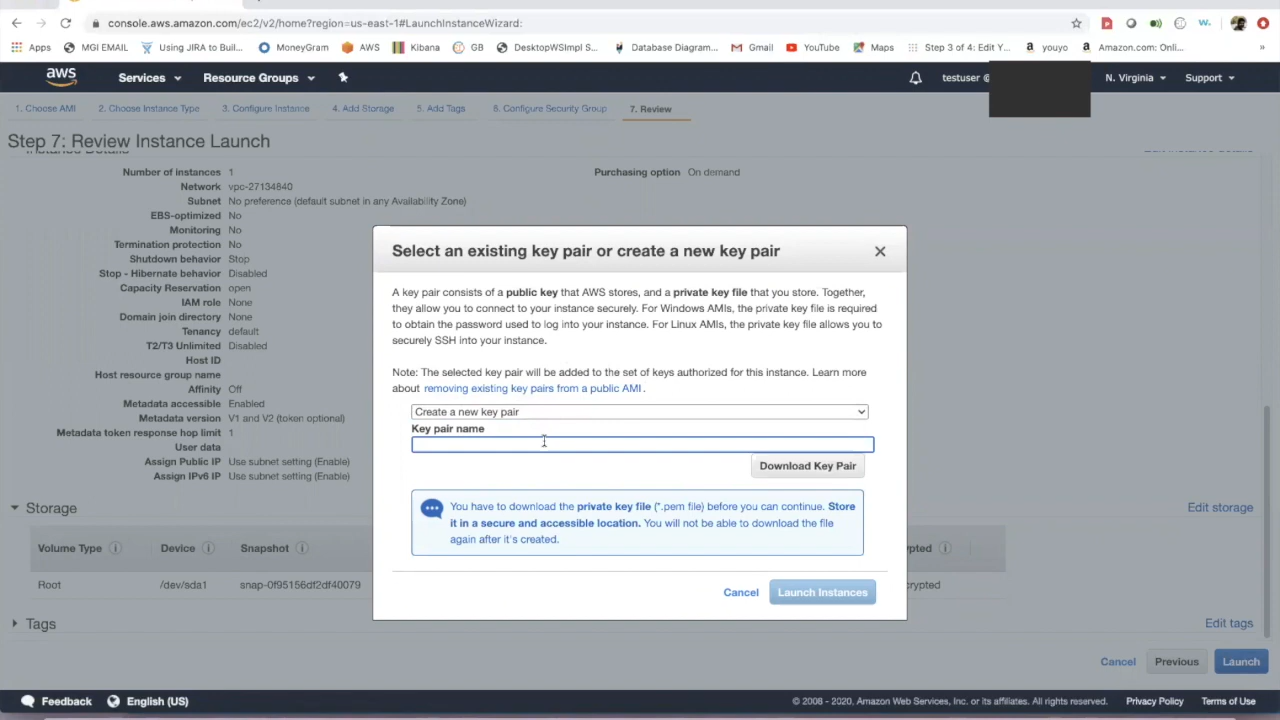 console.aws.amazon.com/ec2/v2/home?region=us-east-1#LaunchInstanceWizard:
Apps MGI EMAIL Using JIRA to Buil... MoneyGram AWS Kibana GB DesktopWSImpl S... Database Diagram... Gmail YouTube Maps Step 3 of 4: Edit Y... youyo Amazon.com: Onli... »
aws Services Resource Groups testuser @ N. Virginia Support
1. Choose AMI 2. Choose Instance Type 3. Configure Instance 4. Add Storage 5. Add Tags 6. Configure Security Group 7. Review
Step 7: Review Instance Launch
Number of instances 1 Purchasing option On demand
Network vpc-27134840
Subnet No preference (default subnet in any Availability Zone)
EBS-optimized No
Monitoring No
Termination protection No
Shutdown behavior Stop
Stop - Hibernate behavior Disabled
Capacity Reservation open
IAM role None
Domain join directory None
Tenancy default
T2/T3 Unlimited Disabled
Host ID
Host resource group name
Affinity Off
Metadata accessible Enabled
Metadata version V1 and V2 (token optional)
Metadata token response hop limit 1
User data
Assign Public IP Use subnet setting (Enable)
Assign IPv6 IP Use subnet setting (Enable)
Storage Edit storage
Volume Type Device Snapshot
Root /dev/sda1 snap-0f95156df2df40079
Tags Edit tags
Select an existing key pair or create a new key pair
A key pair consists of a public key that AWS stores, and a private key file that you store. Together,
they allow you to connect to your instance securely. For Windows AMIs, the private key file is required
to obtain the password used to log into your instance. For Linux AMIs, the private key file allows you to
securely SSH into your instance.
Note: The selected key pair will be added to the set of keys authorized for this instance. Learn more
about removing existing key pairs from a public AMI .
Create a new key pair
Key pair name
Download Key Pair
You have to download the private key file (*.pem file) before you can continue. Store
it in a secure and accessible location. You will not be able to download the file
again after it's created.
Cancel Launch Instances
Cancel Previous Launch
Feedback English (US) © 2008 - 2020, Amazon Web Services, Inc. or its affiliates. All rights reserved. Privacy Policy Terms of Use